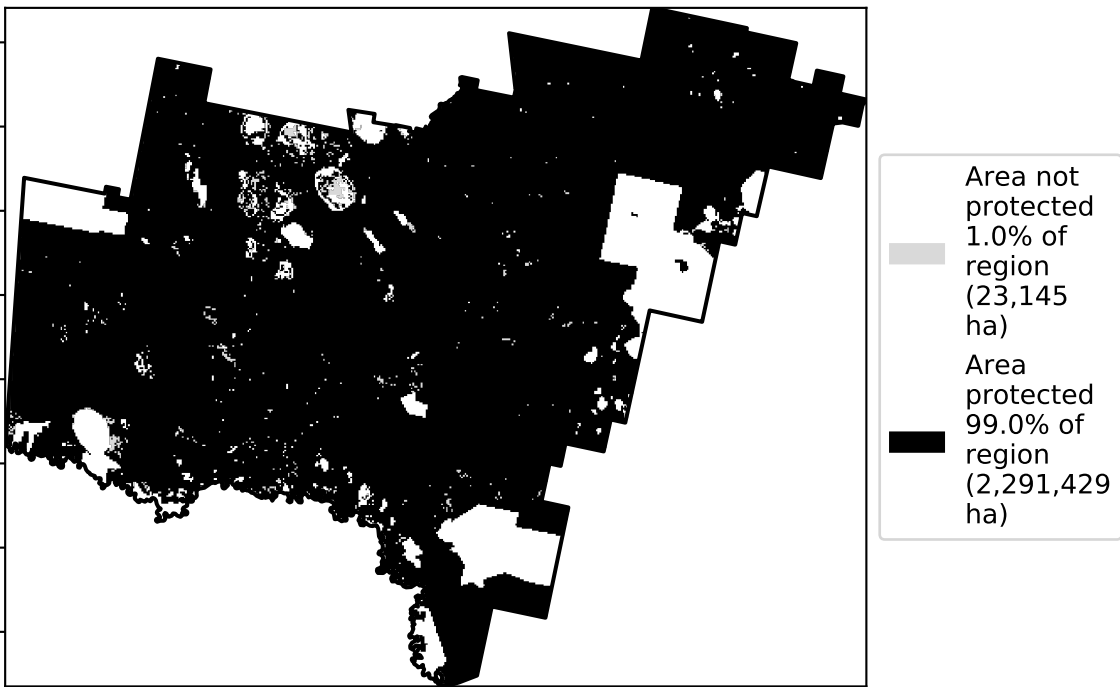 Area not
protected
1.0% of
region
(23,145
ha)
Area
protected
99.0% of
region
(2,291,429
ha)